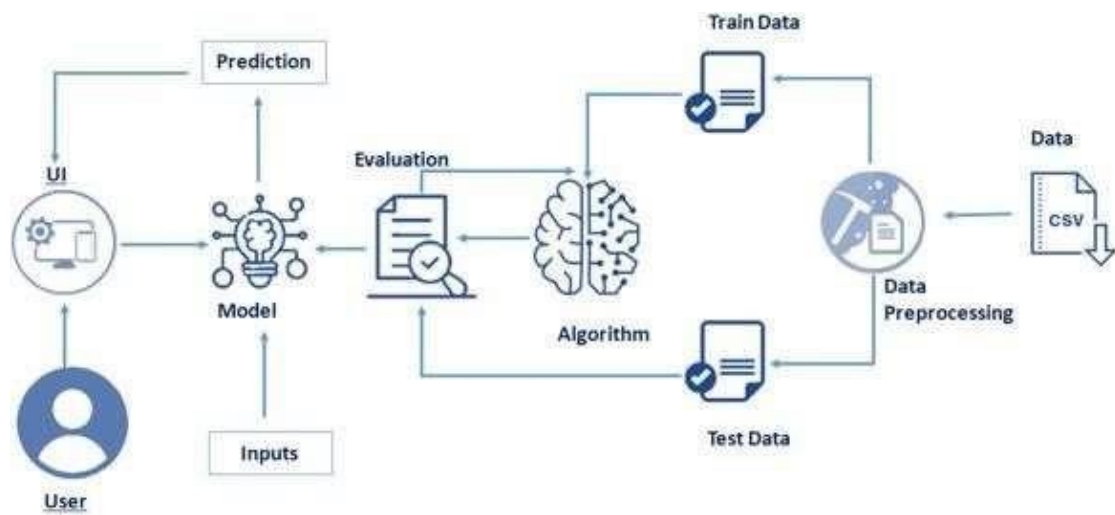 Train Data
Prediction
Data
Evaluation
UI
CSV
Model
Data
Preprocessing
Algorithm
Test Data
Inputs
User